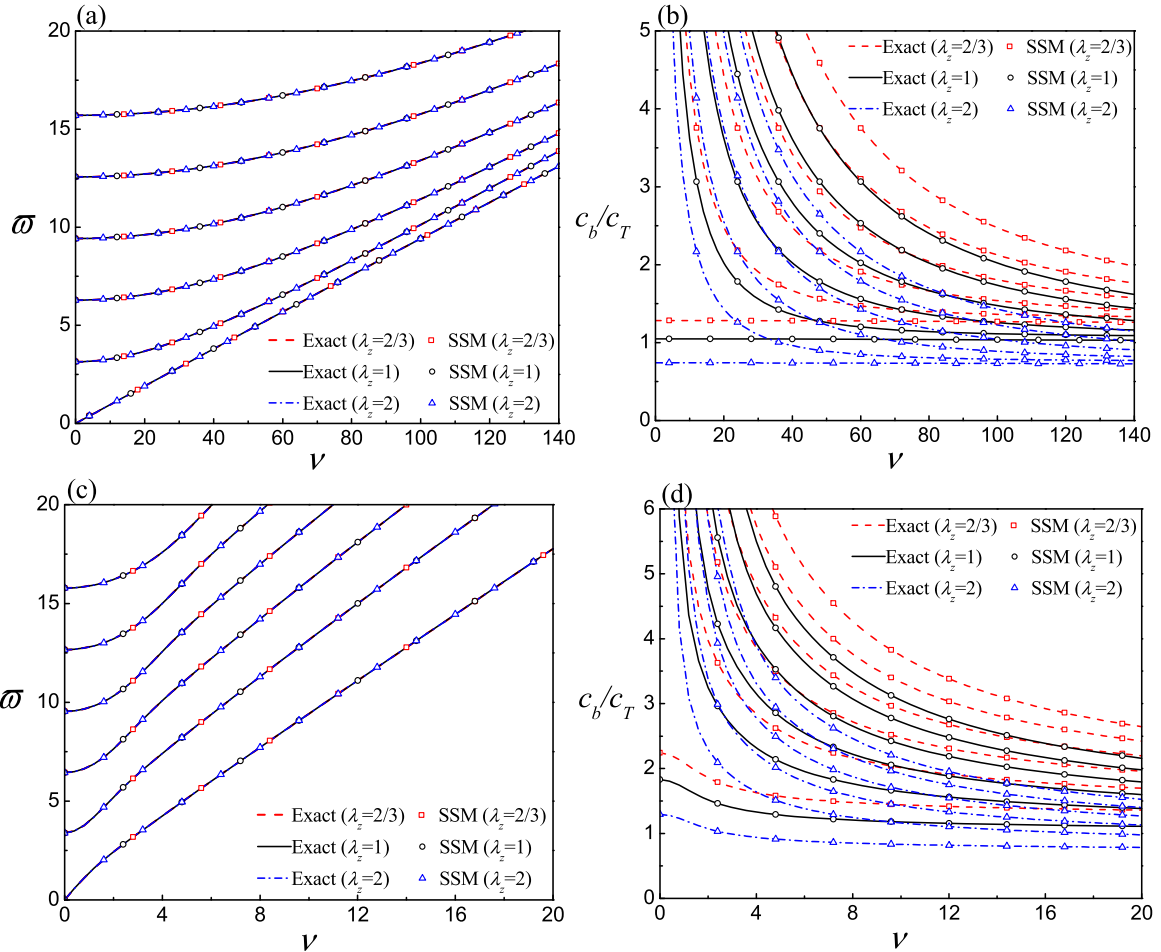 (a)
20
15
10
5
0
ϖ
0 20 40 60 80 100 120 140
ν
Exact (λz=2/3) SSM (λz=2/3)
Exact (λz=1) SSM (λz=1)
Exact (λz=2) SSM (λz=2)
(b)
5
4
3
2
1
0
cb/cT
0 20 40 60 80 100 120 140
ν
Exact (λz=2/3) SSM (λz=2/3)
Exact (λz=1) SSM (λz=1)
Exact (λz=2) SSM (λz=2)
(c)
20
15
10
5
0
ϖ
0 4 8 12 16 20
ν
Exact (λz=2/3) SSM (λz=2/3)
Exact (λz=1) SSM (λz=1)
Exact (λz=2) SSM (λz=2)
(d)
6
5
4
3
2
1
0
cb/cT
0 4 8 12 16 20
ν
Exact (λz=2/3) SSM (λz=2/3)
Exact (λz=1) SSM (λz=1)
Exact (λz=2) SSM (λz=2)